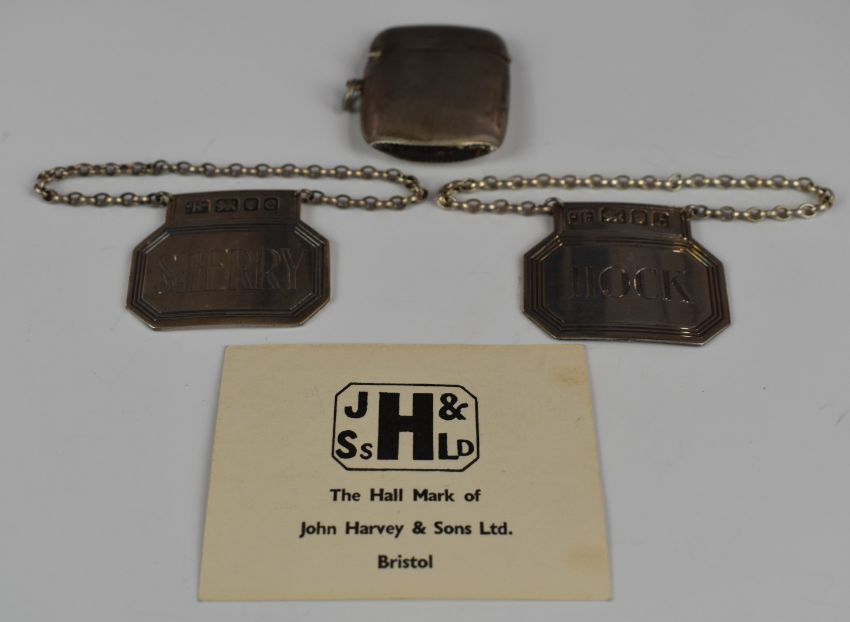 SHERRY
HOCK
J H &
Ss LD
The Hall Mark of
John Harvey & Sons Ltd.
Bristol